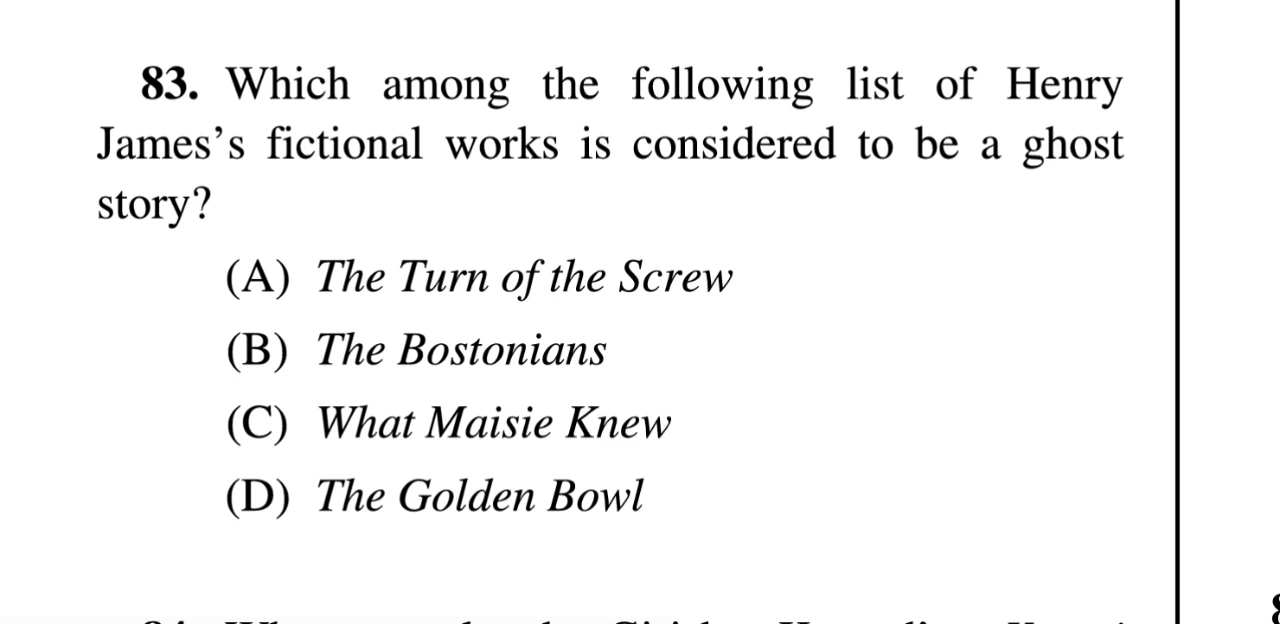 83. Which among the following list of Henry
James’s fictional works is considered to be a ghost
story?
(A) The Turn of the Screw
(B) The Bostonians
(C) What Maisie Knew
(D) The Golden Bowl